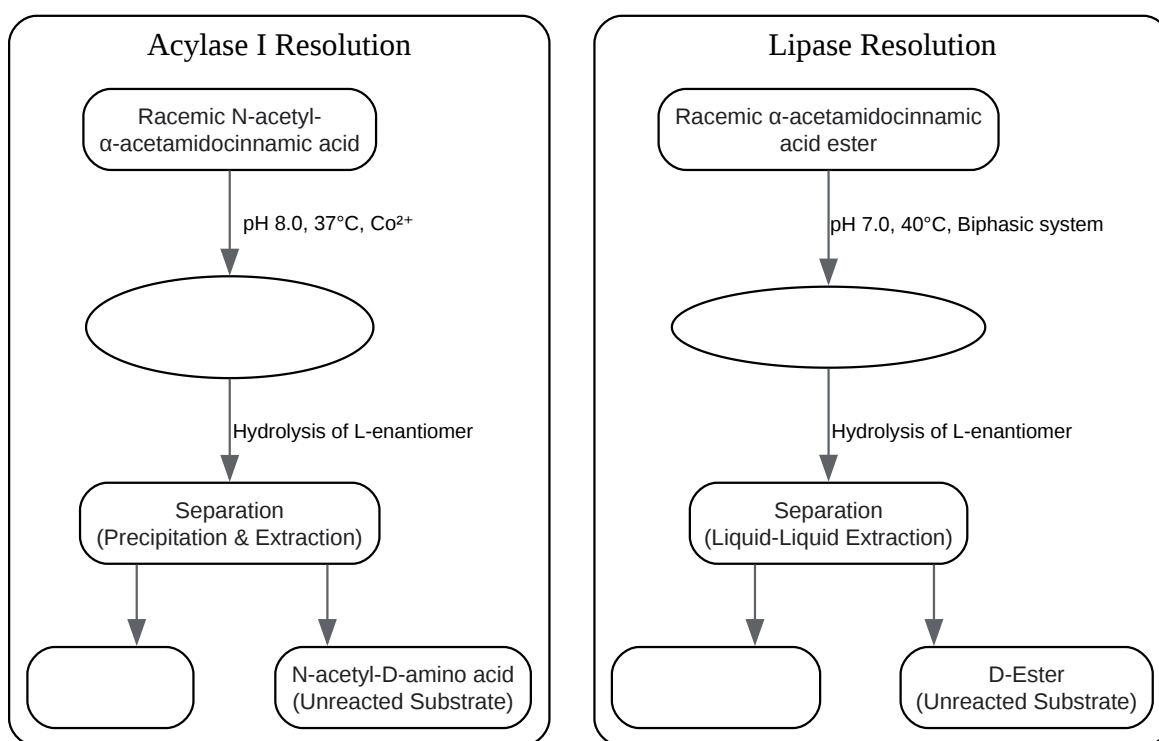 Acylase I Resolution
Racemic N-acetyl-
α-acetamidocinnamic acid
pH 8.0, 37°C, Co²⁺
Hydrolysis of L-enantiomer
Separation
(Precipitation & Extraction)
N-acetyl-D-amino acid
(Unreacted Substrate)
Lipase Resolution
Racemic α-acetamidocinnamic
acid ester
pH 7.0, 40°C, Biphasic system
Hydrolysis of L-enantiomer
Separation
(Liquid-Liquid Extraction)
D-Ester
(Unreacted Substrate)